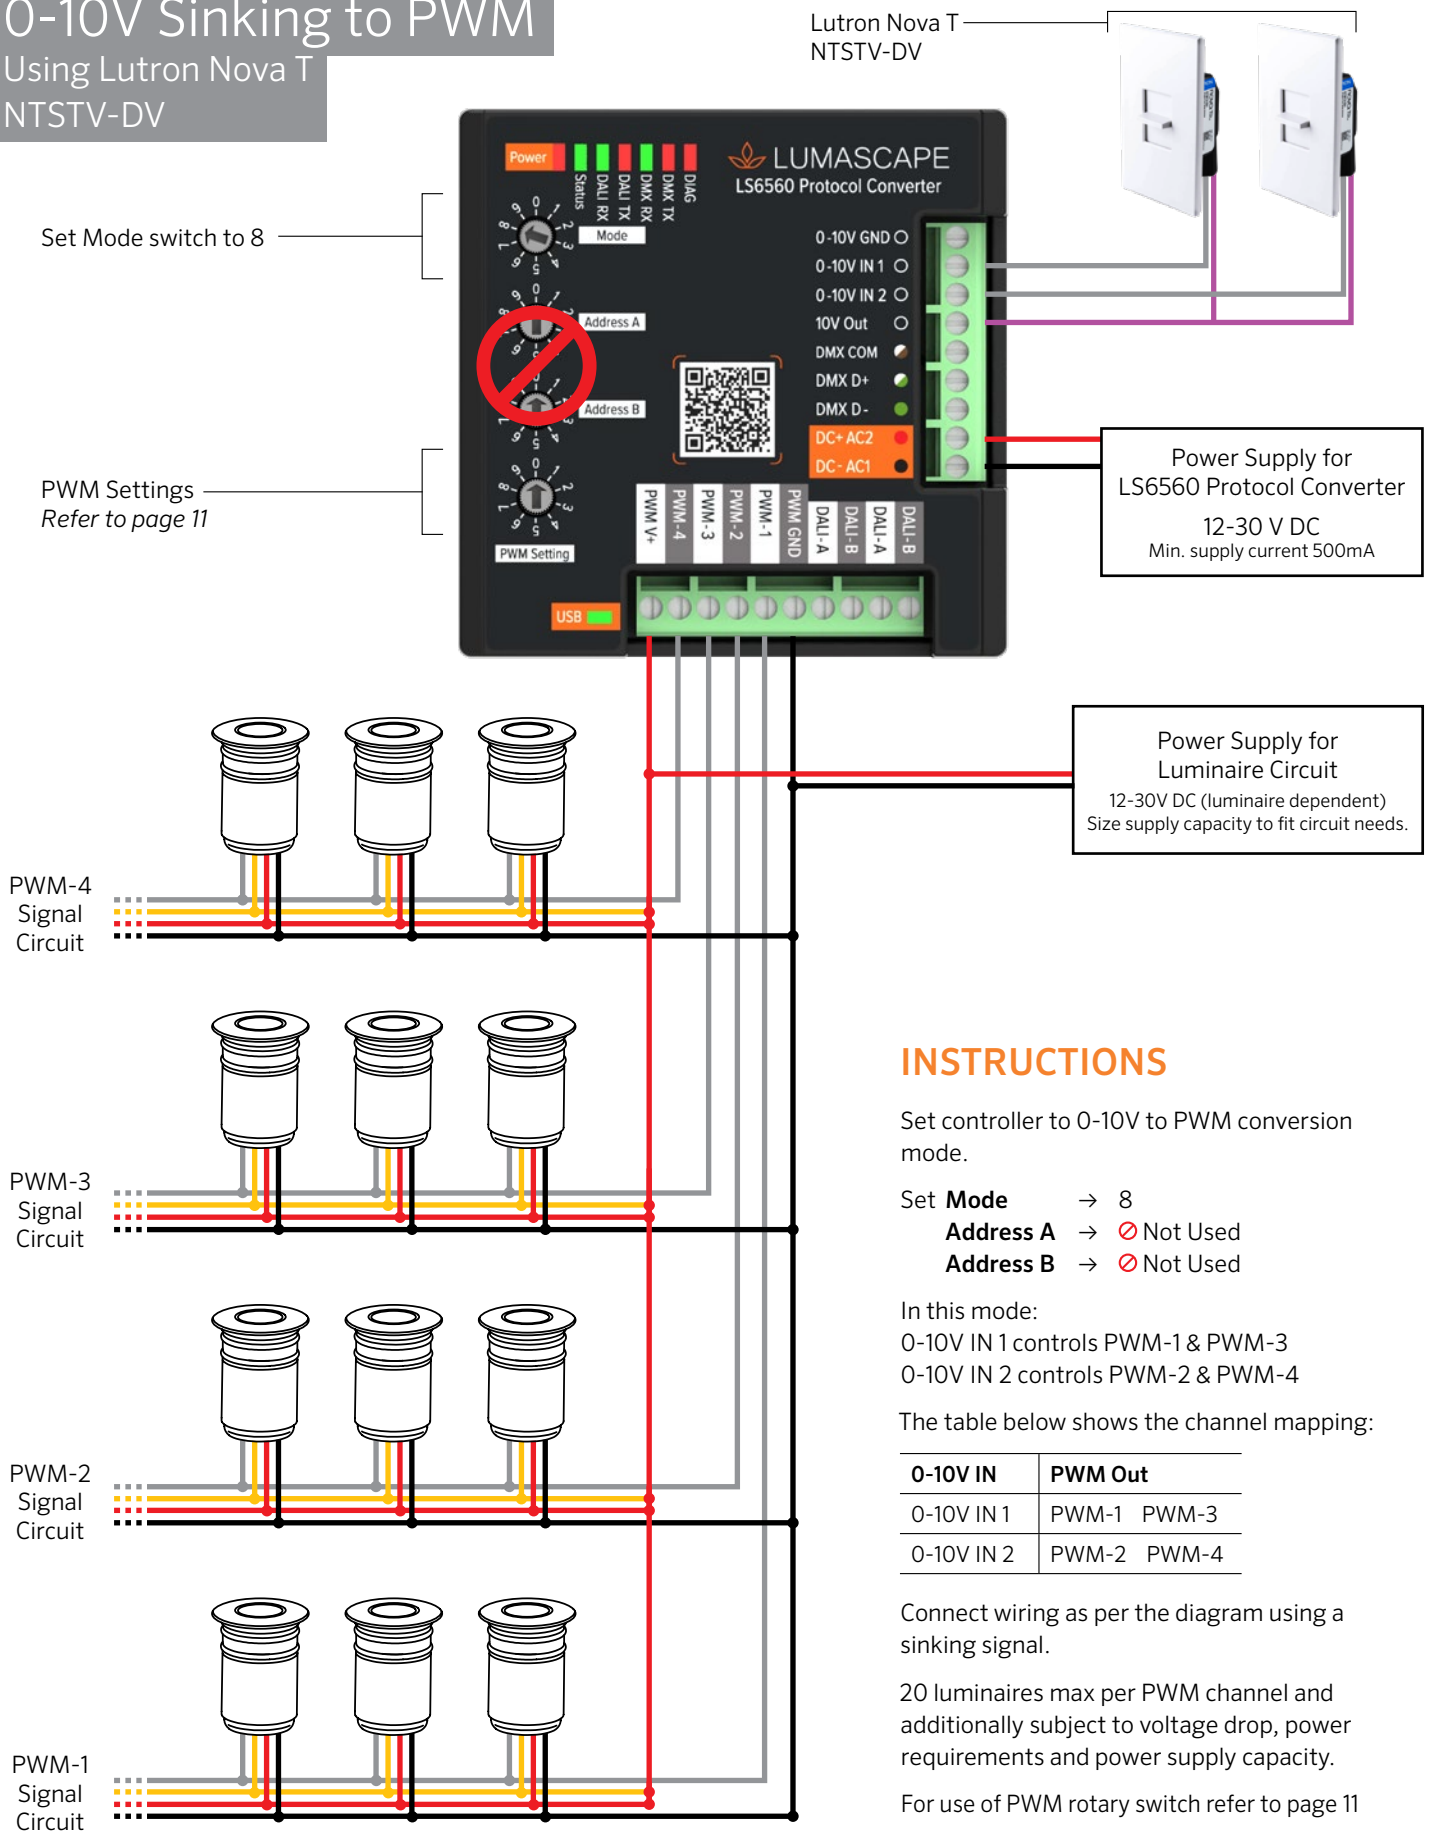 0-10V Sinking to PWM
Using Lutron Nova T
NTSTV-DV
Lutron Nova T
NTSTV-DV
Set Mode switch to 8
PWM Settings
Refer to page 11
Power
Status
DALI RX
DALI TX
DMX RX
DMX TX
DIAG
LUMASCAPE
LS6560 Protocol Converter
Mode
Address A
Address B
PWM Setting
USB
0-10V GND
0-10V IN 1
0-10V IN 2
10V Out
DMX COM
DMX D+
DMX D-
DC+ AC2
DC- AC1
PWM V+
PWM-4
PWM-3
PWM-2
PWM-1
PWM GND
DALI-A
DALI-B
DALI-A
DALI-B
Power Supply for
LS6560 Protocol Converter
12-30 V DC
Min. supply current 500mA
Power Supply for
Luminaire Circuit
12-30V DC (luminaire dependent)
Size supply capacity to fit circuit needs.
PWM-4
Signal
Circuit
PWM-3
Signal
Circuit
PWM-2
Signal
Circuit
PWM-1
Signal
Circuit
INSTRUCTIONS
Set controller to 0-10V to PWM conversion
mode.
Set Mode → 8
Address A → Not Used
Address B → Not Used
In this mode:
0-10V IN 1 controls PWM-1 & PWM-3
0-10V IN 2 controls PWM-2 & PWM-4
The table below shows the channel mapping:
0-10V IN PWM Out
0-10V IN 1 PWM-1 PWM-3
0-10V IN 2 PWM-2 PWM-4
Connect wiring as per the diagram using a
sinking signal.
20 luminaires max per PWM channel and
additionally subject to voltage drop, power
requirements and power supply capacity.
For use of PWM rotary switch refer to page 11